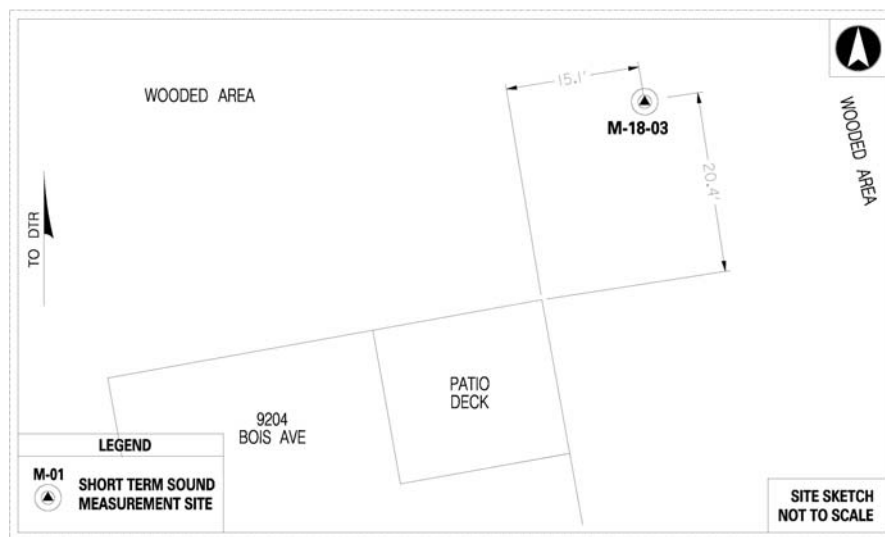 WOODED AREA
15.1'
M-18-03
WOODED AREA
20.4'
TO DTR
PATIO
DECK
9204
BOIS AVE
LEGEND
M-01
SHORT TERM SOUND
MEASUREMENT SITE
SITE SKETCH
NOT TO SCALE